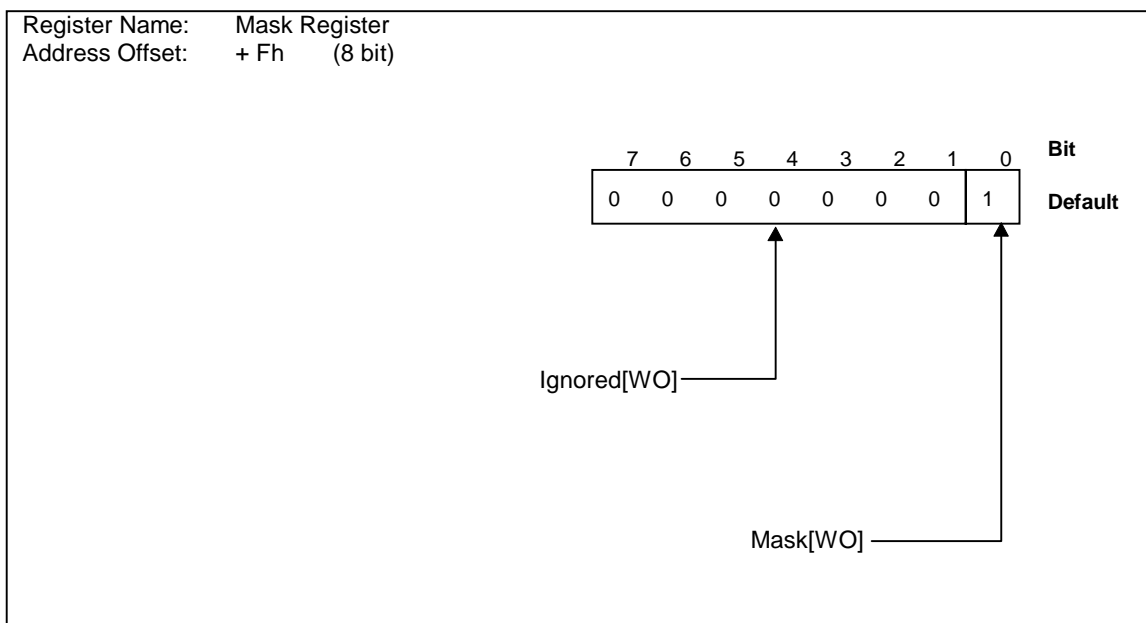 Register Name: Mask Register
Address Offset: + Fh (8 bit)
7 6 5 4 3 2 1 0 Bit
0 0 0 0 0 0 0 1 Default
Ignored[WO]
Mask[WO]